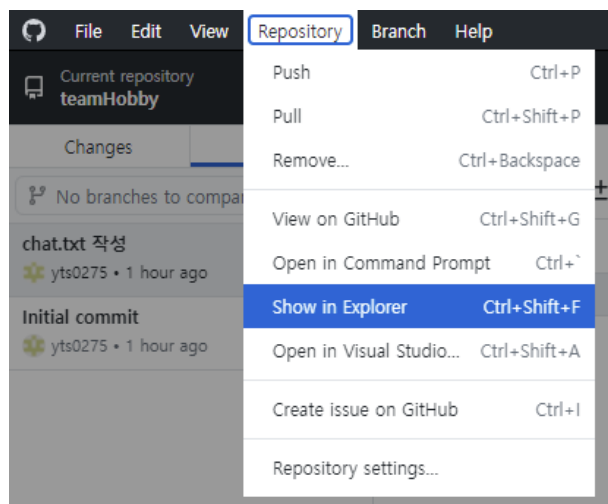 File Edit View Repository Branch Help
Current repository
teamHobby
Changes
No branches to compa
chat.txt 작성
yts0275 • 1 hour ago
Initial commit
yts0275 • 1 hour ago
Push Ctrl+P
Pull Ctrl+Shift+P
Remove... Ctrl+Backspace
View on GitHub Ctrl+Shift+G
Open in Command Prompt Ctrl+`
Show in Explorer Ctrl+Shift+F
Open in Visual Studio... Ctrl+Shift+A
Create issue on GitHub Ctrl+I
Repository settings...